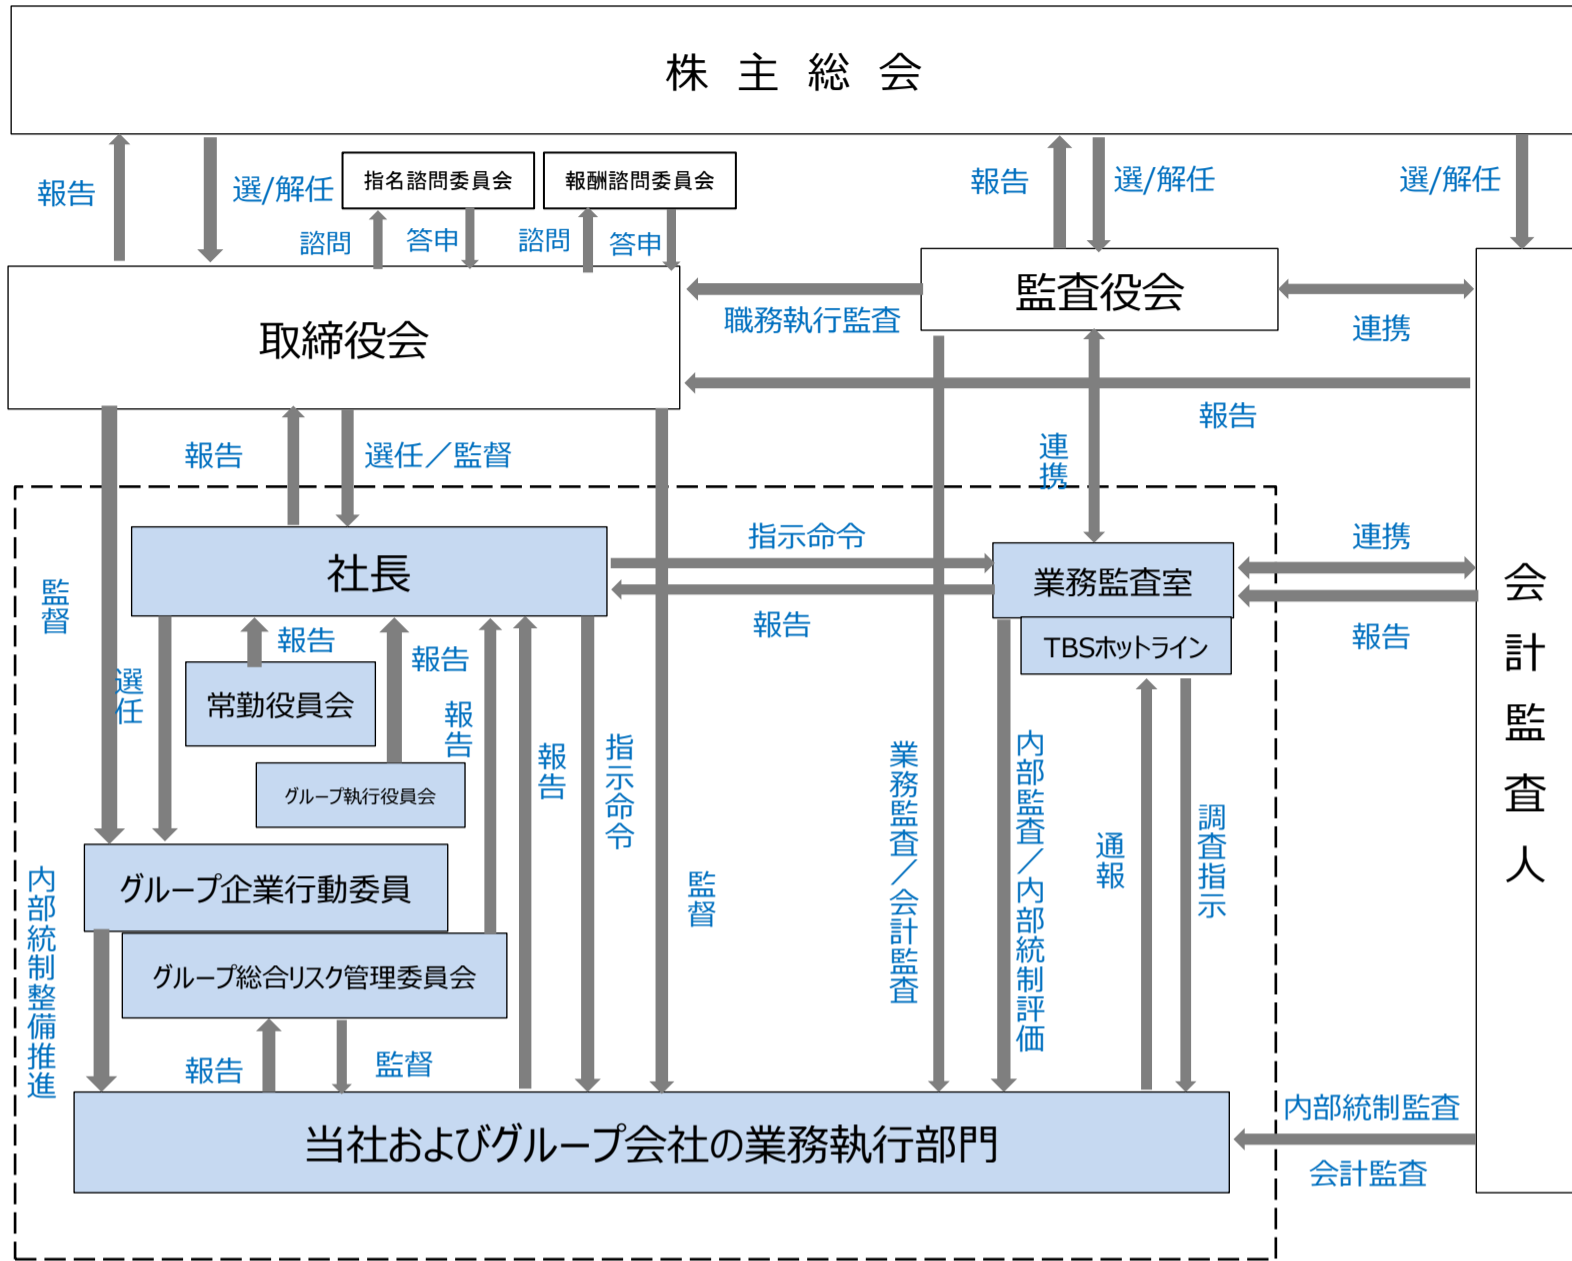 株主総会
報告
選/解任
指名諮問委員会
報酬諮問委員会
諮問
答申
諮問
答申
報告
選/解任
選/解任
取締役会
監査役会
職務執行監査
連携
報告
報告
選任／監督
連携
社長
指示命令
報告
業務監査室
TBSホットライン
連携
報告
会計監査人
監督
選任
報告
常勤役員会
報告
グループ執行役員会
報告
報告
指示命令
監督
業務監査／会計監査
内部監査／内部統制評価
通報
調査指示
グループ企業行動委員
グループ総合リスク管理委員会
内部統制整備推進
報告
監督
当社およびグループ会社の業務執行部門
内部統制監査
会計監査